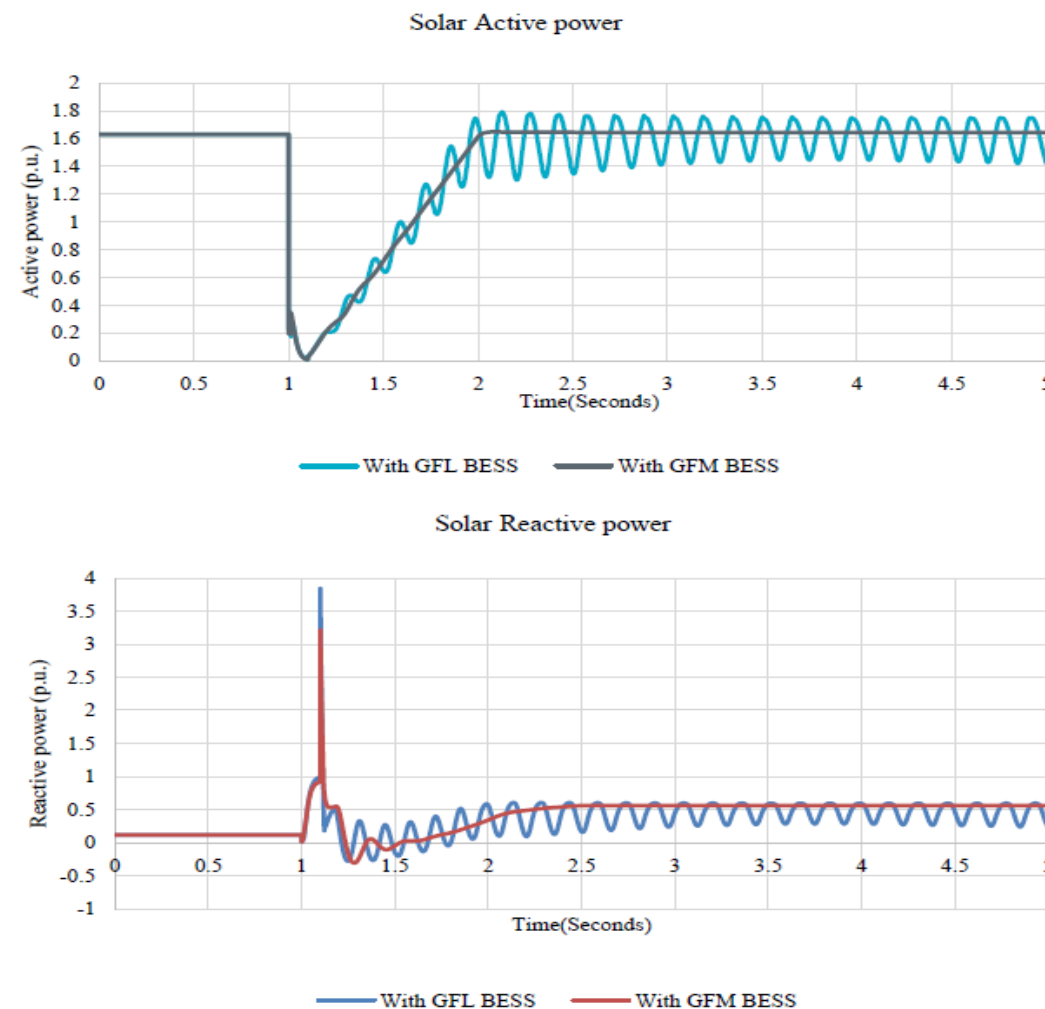 Solar Active power
2
1.8
1.6
1.4
1.2
1
0.8
0.6
0.4
0.2
0
Active power (p.u.)
0 0.5 1 1.5 2 2.5 3 3.5 4 4.5
Time(Seconds)
With GFL BESS With GFM BESS
Solar Reactive power
4
3.5
3
2.5
2
1.5
1
0.5
0
-0.5
-1
Reactive power (p.u.)
0 0.5 1 1.5 2 2.5 3 3.5 4 4.5
Time(Seconds)
With GFL BESS With GFM BESS